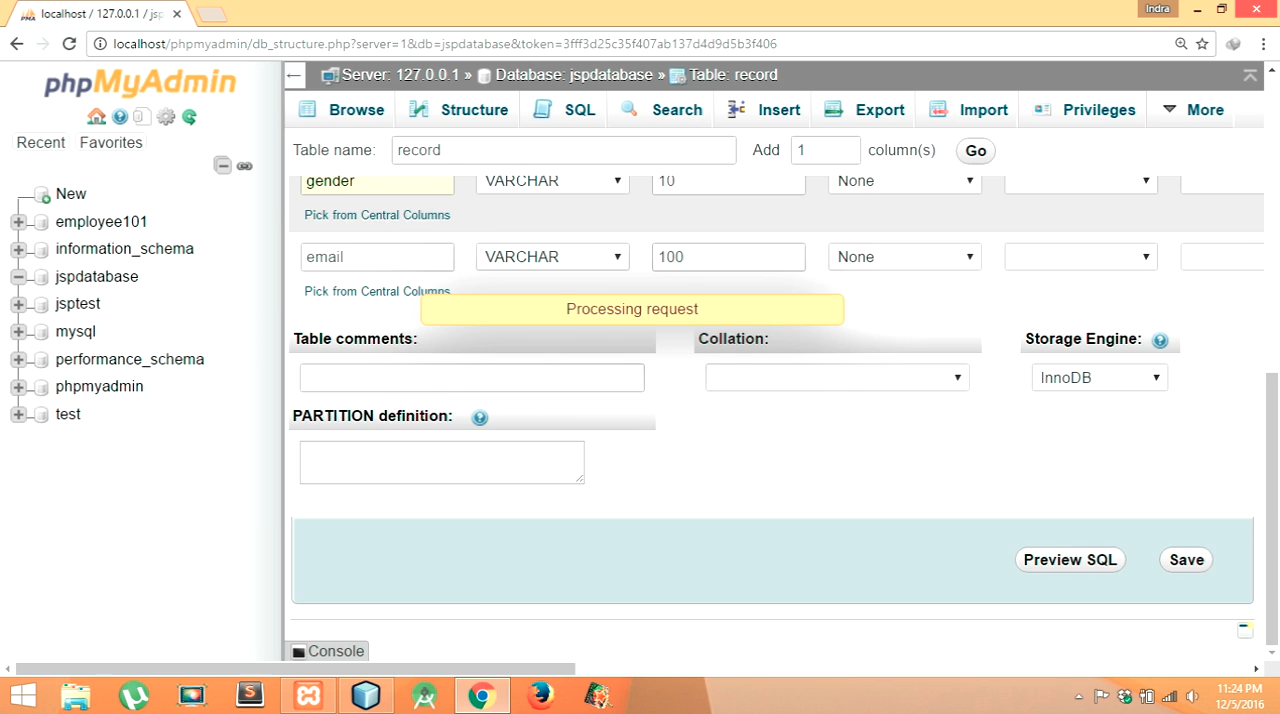 localhost / 127.0.0.1 / jsp
Indra
localhost/phpmyadmin/db_structure.php?server=1&db=jspdatabase&token=3fff3d25c35f407ab137d4d9d5b3f406
phpMyAdmin
Recent Favorites
New
employee101
information_schema
jspdatabase
jsptest
mysql
performance_schema
phpmyadmin
test
Server: 127.0.0.1 » Database: jspdatabase » Table: record
Browse Structure SQL Search Insert Export Import Privileges More
Table name: record Add 1 column(s) Go
gender VARCHAR 10 None
Pick from Central Columns
email VARCHAR 100 None
Pick from Central Columns
Processing request
Table comments: Collation: Storage Engine:
InnoDB
PARTITION definition:
Preview SQL Save
Console
11:24 PM
12/5/2016